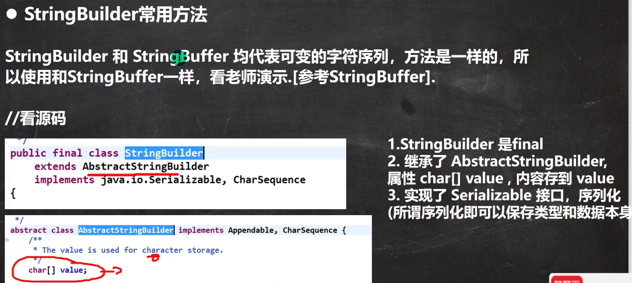 ● StringBuilder常用方法
StringBuilder 和 StringBuffer 均代表可变的字符序列，方法是一样的，所
以使用和StringBuffer一样，看老师演示.[参考StringBuffer].
//看源码
*/
public final class StringBuilder
extends AbstractStringBuilder
implements java.io.Serializable, CharSequence
{
1.StringBuilder 是final
2. 继承了 AbstractStringBuilder,
属性 char[] value , 内容存到 value
3. 实现了 Serializable 接口，序列化
(所谓序列化即可以保存类型和数据本身
*/
abstract class AbstractStringBuilder implements Appendable, CharSequence {
/**
* The value is used for character storage.
*/
char[] value;